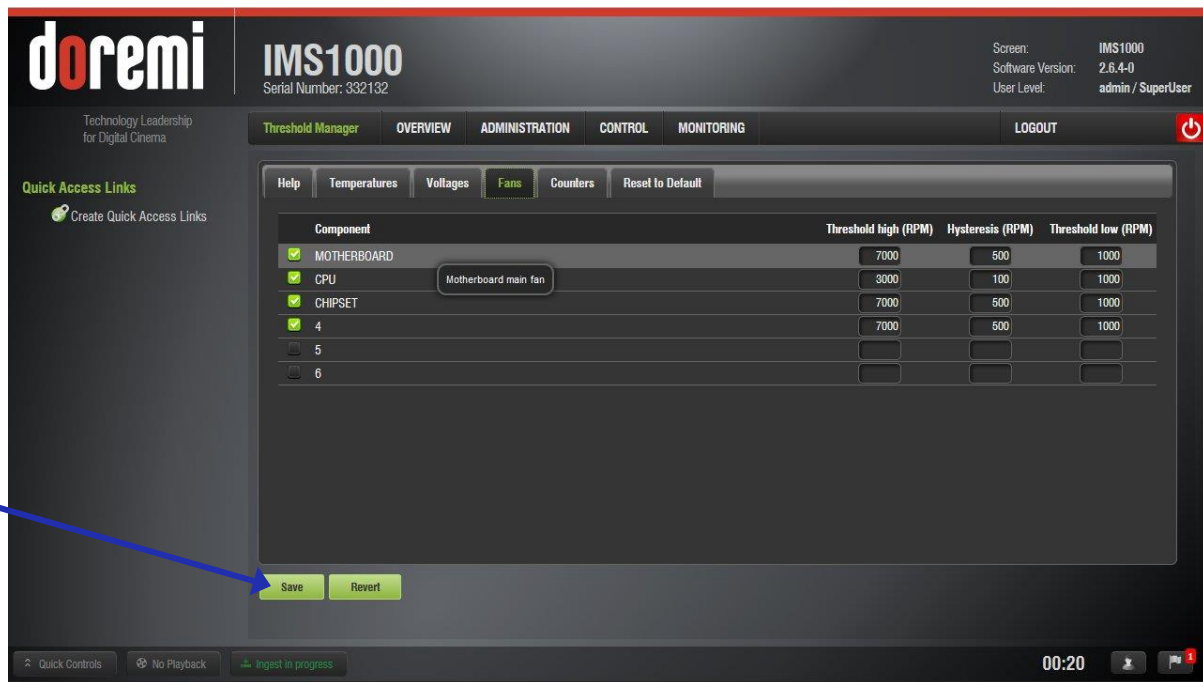 doremi
Technology Leadership
for Digital Cinema
IMS1000
Serial Number: 332132
Screen: IMS1000
Software Version: 2.6.4-0
User Level: admin / SuperUser
Threshold Manager OVERVIEW ADMINISTRATION CONTROL MONITORING LOGOUT
Quick Access Links
Create Quick Access Links
Help Temperatures Voltages Fans Counters Reset to Default
Component Threshold high (RPM) Hysteresis (RPM) Threshold low (RPM)
MOTHERBOARD 7000 500 1000
CPU 3000 100 1000
Motherboard main fan
CHIPSET 7000 500 1000
4 7000 500 1000
5
6
Save Revert
Quick Controls No Playback Ingest in progress 00:20 1